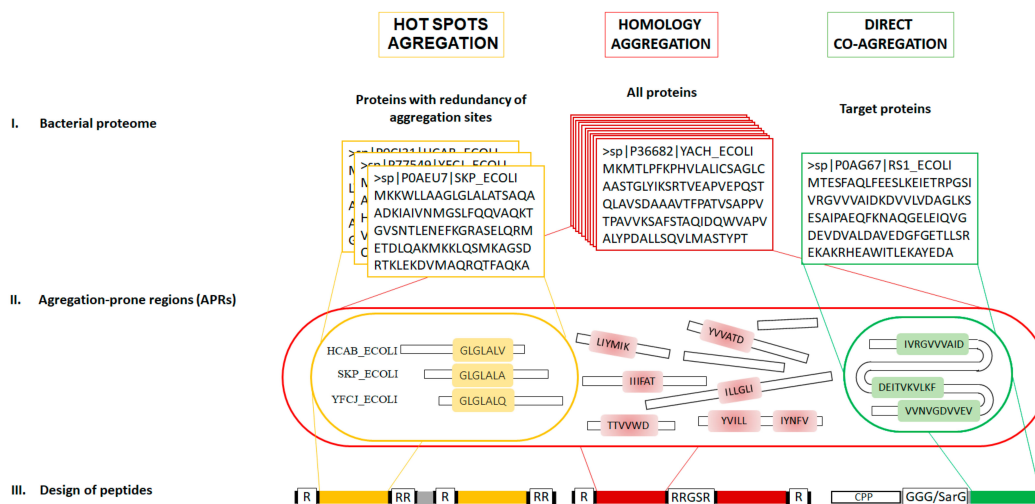 HOT SPOTS
AGREGATION
HOMOLOGY
AGGREGATION
DIRECT
CO-AGREGATION
I. Bacterial proteome
Proteins with redundancy of
aggregation sites
All proteins
Target proteins
>sp|P0AEU7|SKP_ECOLI
MKKWLLAAGLGLALATSAQA
ADKIAIVNMGSLFQQVAQKT
GVSNTLENEFKGRASELQRM
ETDLQAKMKKLQSMKAGSD
RTKLEKDVMAQRQTFAQKA
>sp|P36682|YACH_ECOLI
MKMTLPFKPHVLALICSAGLC
AASTGLYIKSRTVEAPVEPQST
QLAVSDAAAVTFPATVSAPPV
TPAVVKSAFSTAQIDQWVAPV
ALYPDALLSQVLMASTYPT
>sp|P0AG67|RS1_ECOLI
MTESFAQLFEESLKEIETRPGSI
VRGVVVAIDKDVVLVDAGLKS
ESAIPAEQFKNAQGELEIQVG
DEVDVALDAVEDGFGETLLSR
EKAKRHEAWITLEKAYEDA
II. Agregation-prone regions (APRs)
HCAB_ECOLI GLGLALV
SKP_ECOLI GLGLALA
YFCJ_ECOLI GLGLALQ
LIYMIK
YVVATD
IIIFAT
ILLGLI
TTVVWD
YVILL
IYNFV
IVRGVVVAID
DEITVKVLKF
VVNVGDVVEV
III. Design of peptides
R RR R RR
R RRGSR R
CPP GGG/SarG